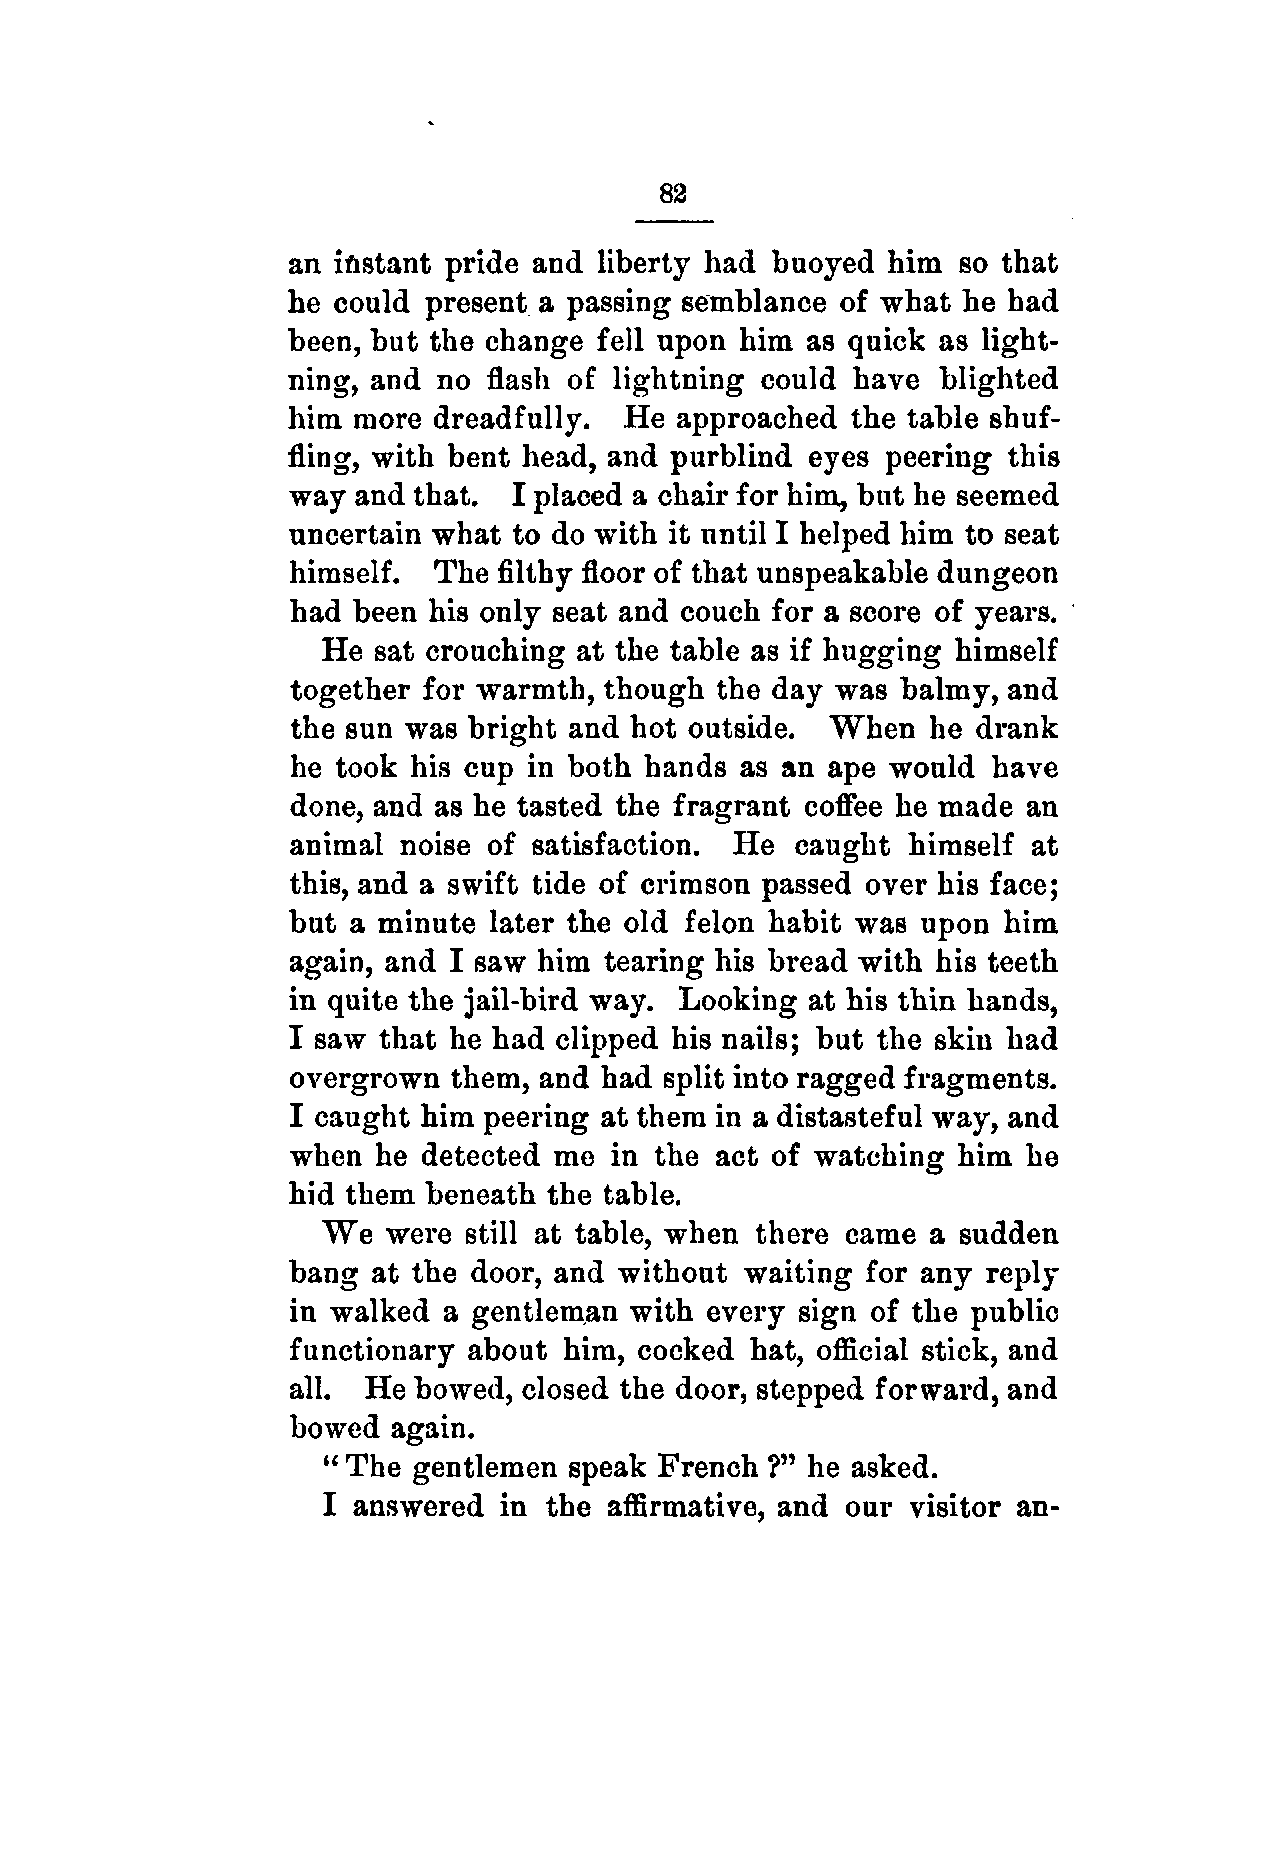 82
an instant pride and liberty had buoyed him so that
he could present a passing semblance of what he had
been, but the change fell upon him as quick as light-
ning, and no flash of lightning could have blighted
him more dreadfully. He approached the table shuf-
fling, with bent head, and purblind eyes peering this
way and that. I placed a chair for him, but he seemed
uncertain what to do with it until I helped him to seat
himself. The filthy floor of that unspeakable dungeon
had been his only seat and couch for a score of years.
He sat crouching at the table as if hugging himself
together for warmth, though the day was balmy, and
the sun was bright and hot outside. When he drank
he took his cup in both hands as an ape would have
done, and as he tasted the fragrant coffee he made an
animal noise of satisfaction. He caught himself at
this, and a swift tide of crimson passed over his face;
but a minute later the old felon habit was upon him
again, and I saw him tearing his bread with his teeth
in quite the jail-bird way. Looking at his thin hands,
I saw that he had clipped his nails; but the skin had
overgrown them, and had split into ragged fragments.
I caught him peering at them in a distasteful way, and
when he detected me in the act of watching him he
hid them beneath the table.
We were still at table, when there came a sudden
bang at the door, and without waiting for any reply
in walked a gentleman with every sign of the public
functionary about him, cocked hat, official stick, and
all. He bowed, closed the door, stepped forward, and
bowed again.
“The gentlemen speak French ?” he asked.
I answered in the affirmative, and our visitor an-